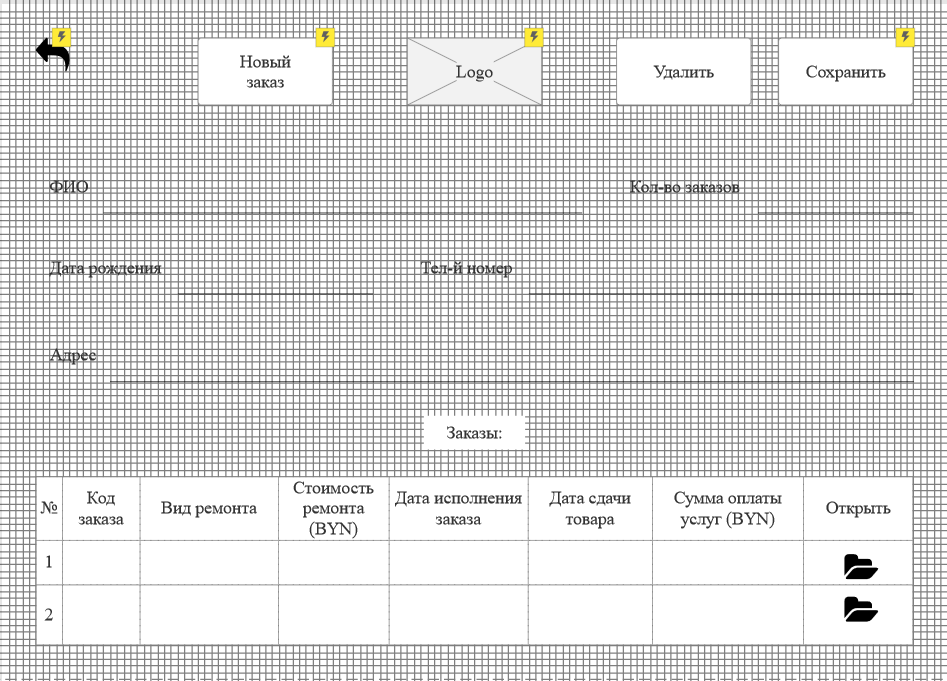 Новый
заказ
Logo
Удалить
Сохранить
ФИО
Кол-во заказов
Дата рождения
Тел-й номер
Адрес
Заказы:
№
Код
заказа
Вид ремонта
Стоимость
ремонта
(BYN)
Дата исполнения
заказа
Дата сдачи
товара
Сумма оплаты
услуг (BYN)
Открыть
1
2